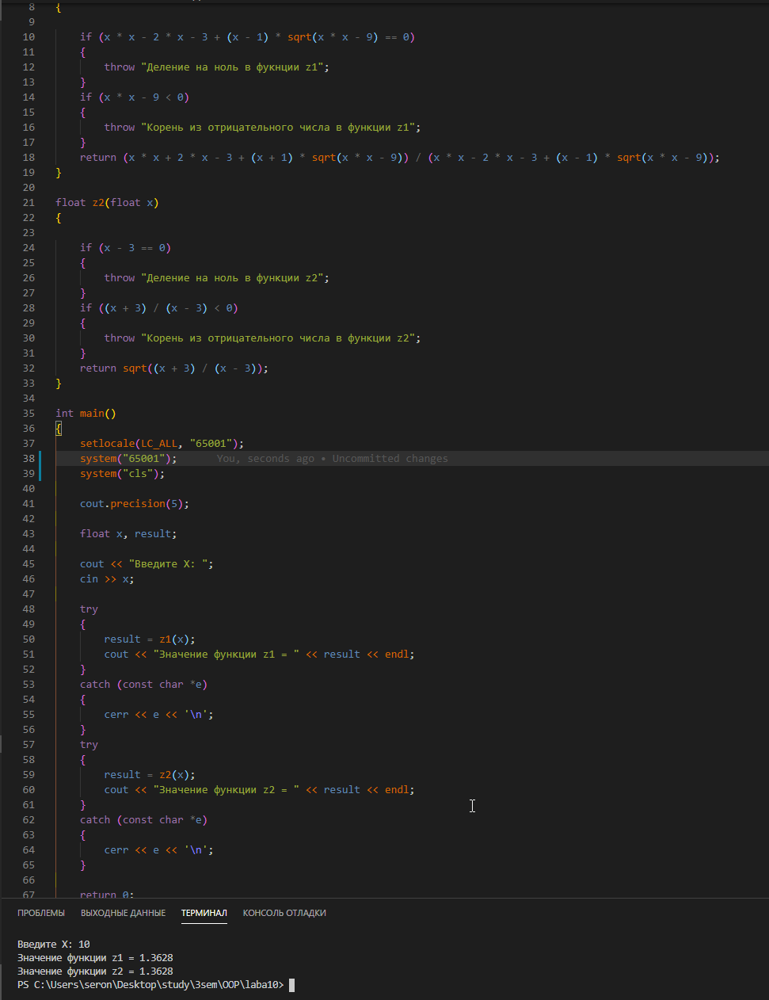 8 {
9
10 if (x * x - 2 * x - 3 + (x - 1) * sqrt(x * x - 9) == 0)
11 {
12 throw "Деление на ноль в фукнции z1";
13 }
14 if (x * x - 9 < 0)
15 {
16 throw "Корень из отрицательного числа в функции z1";
17 }
18 return (x * x + 2 * x - 3 + (x + 1) * sqrt(x * x - 9)) / (x * x - 2 * x - 3 + (x - 1) * sqrt(x * x - 9));
19 }
20
21 float z2(float x)
22 {
23
24 if (x - 3 == 0)
25 {
26 throw "Деление на ноль в функции z2";
27 }
28 if ((x + 3) / (x - 3) < 0)
29 {
30 throw "Корень из отрицательного числа в функции z2";
31 }
32 return sqrt((x + 3) / (x - 3));
33 }
34
35 int main()
36 {
37 setlocale(LC_ALL, "65001");
38 system("65001"); You, seconds ago • Uncommitted changes
39 system("cls");
40
41 cout.precision(5);
42
43 float x, result;
44
45 cout << "Введите X: ";
46 cin >> x;
47
48 try
49 {
50 result = z1(x);
51 cout << "Значение функции z1 = " << result << endl;
52 }
53 catch (const char *e)
54 {
55 cerr << e << '\n';
56 }
57 try
58 {
59 result = z2(x);
60 cout << "Значение функции z2 = " << result << endl;
61 }
62 catch (const char *e)
63 {
64 cerr << e << '\n';
65 }
66
67 return 0;
ПРОБЛЕМЫ ВЫХОДНЫЕ ДАННЫЕ ТЕРМИНАЛ КОНСОЛЬ ОТЛАДКИ
Введите X: 10
Значение функции z1 = 1.3628
Значение функции z2 = 1.3628
PS C:\Users\seron\Desktop\study\3sem\OOP\laba10>